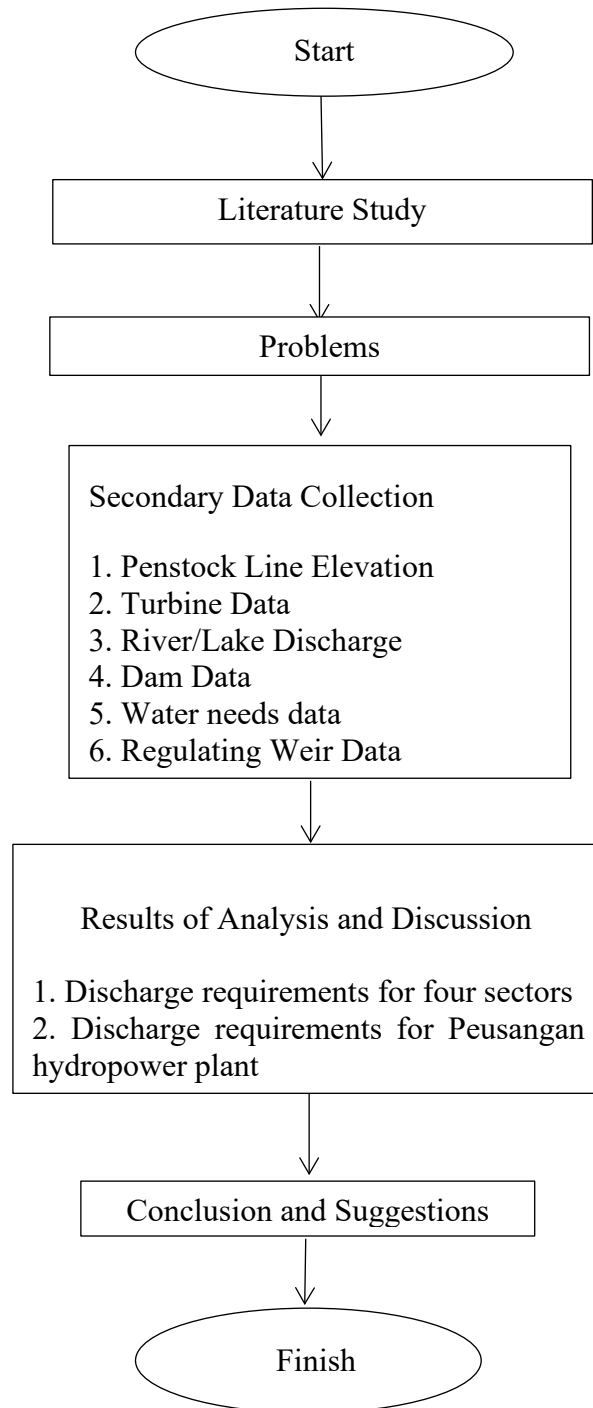 Start
Literature Study
Problems
Secondary Data Collection
1. Penstock Line Elevation
2. Turbine Data
3. River/Lake Discharge
4. Dam Data
5. Water needs data
6. Regulating Weir Data
Results of Analysis and Discussion
1. Discharge requirements for four sectors
2. Discharge requirements for Peusangan
hydropower plant
Conclusion and Suggestions
Finish